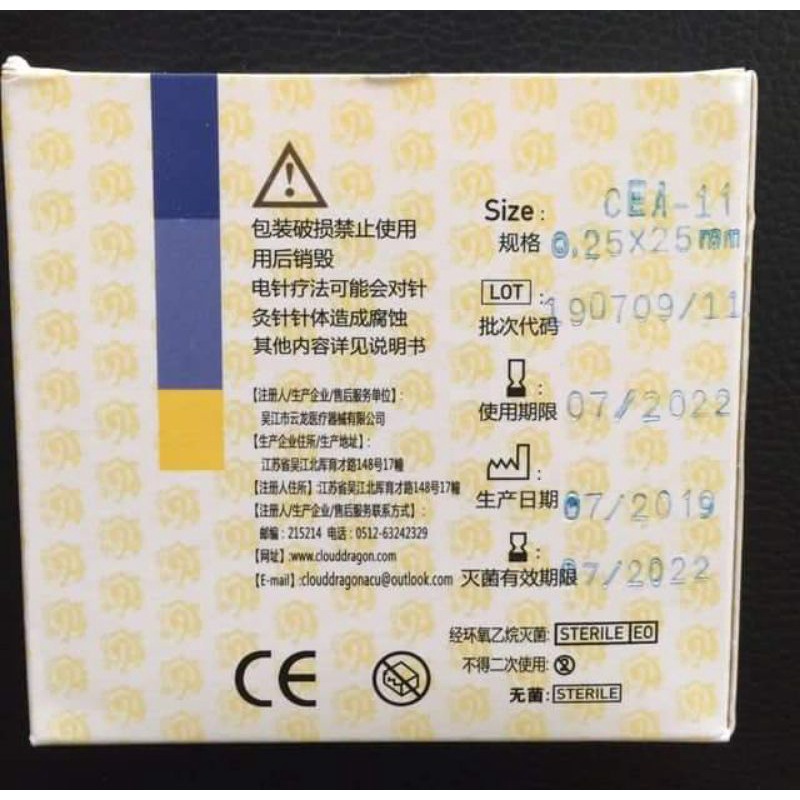 包装破损禁止使用
用后销毁
电针疗法可能会对针
灸针针体造成腐蚀
其他内容详见说明书
【注册人/生产企业/售后服务单位】:
吴江市云龙医疗器械有限公司
【生产企业住所/生产地址】:
江苏省吴江北厍育才路148号17幢
【注册人住所】:江苏省吴江北厍育才路148号17幢
【注册人/生产企业/售后服务联系方式】:
邮编:215214 电话:0512-63242329
【网址】:www.clouddragon.com
【E-mail】:clouddragonacu@outlook.com
CE
Size: CEA-11
规格 0.25X25mm
LOT :
批次代码 190709/11
:
使用期限 07/2022
:
生产日期 07/2019
:
灭菌有效期限 07/2022
经环氧乙烷灭菌: STERILE EO
不得二次使用: 2
无菌: STERILE